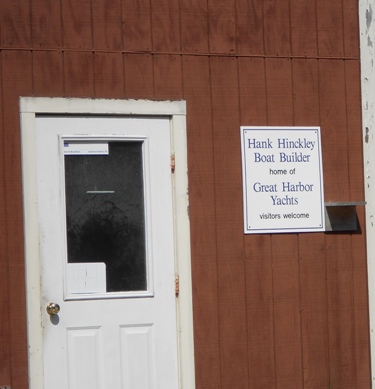 Hank Hinckley
Boat Builder
home of
Great Harbor
Yachts
visitors welcome